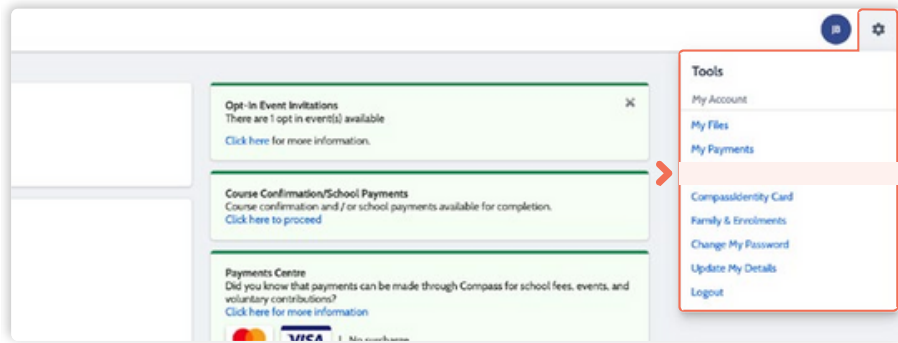 JB
Tools
My Account
My Files
My Payments
CompassIdentity Card
Family & Enrolments
Change My Password
Update My Details
Logout
Opt-In Event Invitations
There are 1 opt in event(s) available
Click here for more information.
Course Confirmation/School Payments
Course confirmation and / or school payments available for completion.
Click here to proceed
Payments Centre
Did you know that payments can be made through Compass for school fees, events, and
voluntary contributions?
Click here for more information
VISA | No surcharge